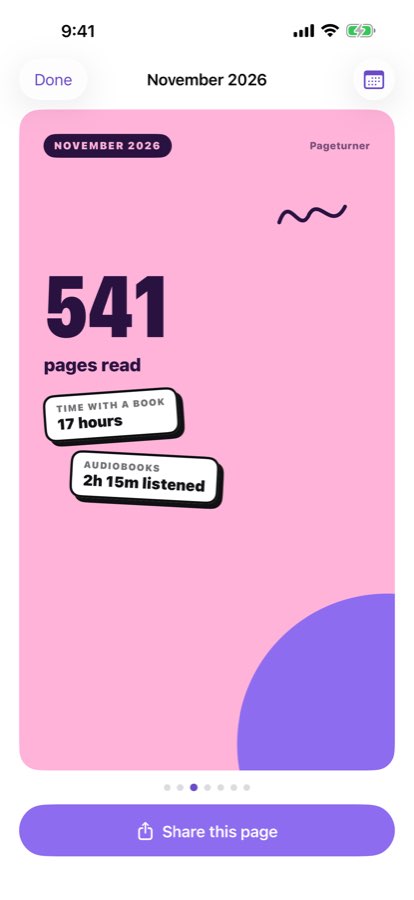 9:41
Done
November 2026
NOVEMBER 2026
Pageturner
541
pages read
TIME WITH A BOOK
17 hours
AUDIOBOOKS
2h 15m listened
Share this page